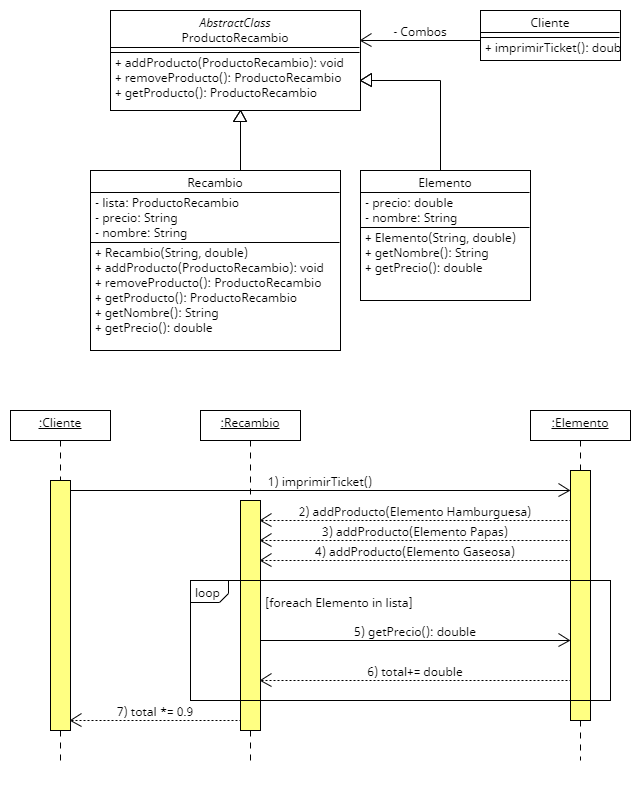 AbstractClass
ProductoRecambio
+ addProducto(ProductoRecambio): void
+ removeProducto(): ProductoRecambio
+ getProducto(): ProductoRecambio
- Combos
Cliente
+ imprimirTicket(): doub
Recambio
- lista: ProductoRecambio
- precio: String
- nombre: String
+ Recambio(String, double)
+ addProducto(ProductoRecambio): void
+ removeProducto(): ProductoRecambio
+ getProducto(): ProductoRecambio
+ getNombre(): String
+ getPrecio(): double
Elemento
- precio: double
- nombre: String
+ Elemento(String, double)
+ getNombre(): String
+ getPrecio(): double
:Cliente
:Recambio
:Elemento
1) imprimirTicket()
2) addProducto(Elemento Hamburguesa)
3) addProducto(Elemento Papas)
4) addProducto(Elemento Gaseosa)
loop
[foreach Elemento in lista]
5) getPrecio(): double
6) total+= double
7) total *= 0.9